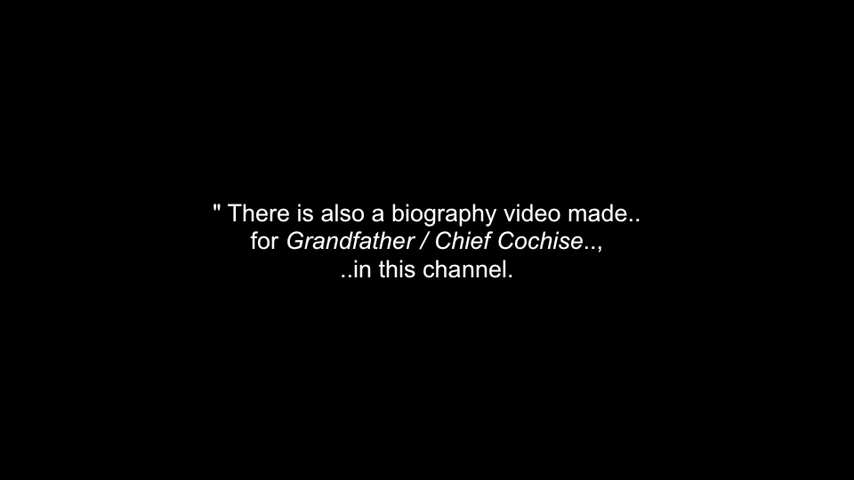 " There is also a biography video made..
for Grandfather / Chief Cochise..,
..in this channel.